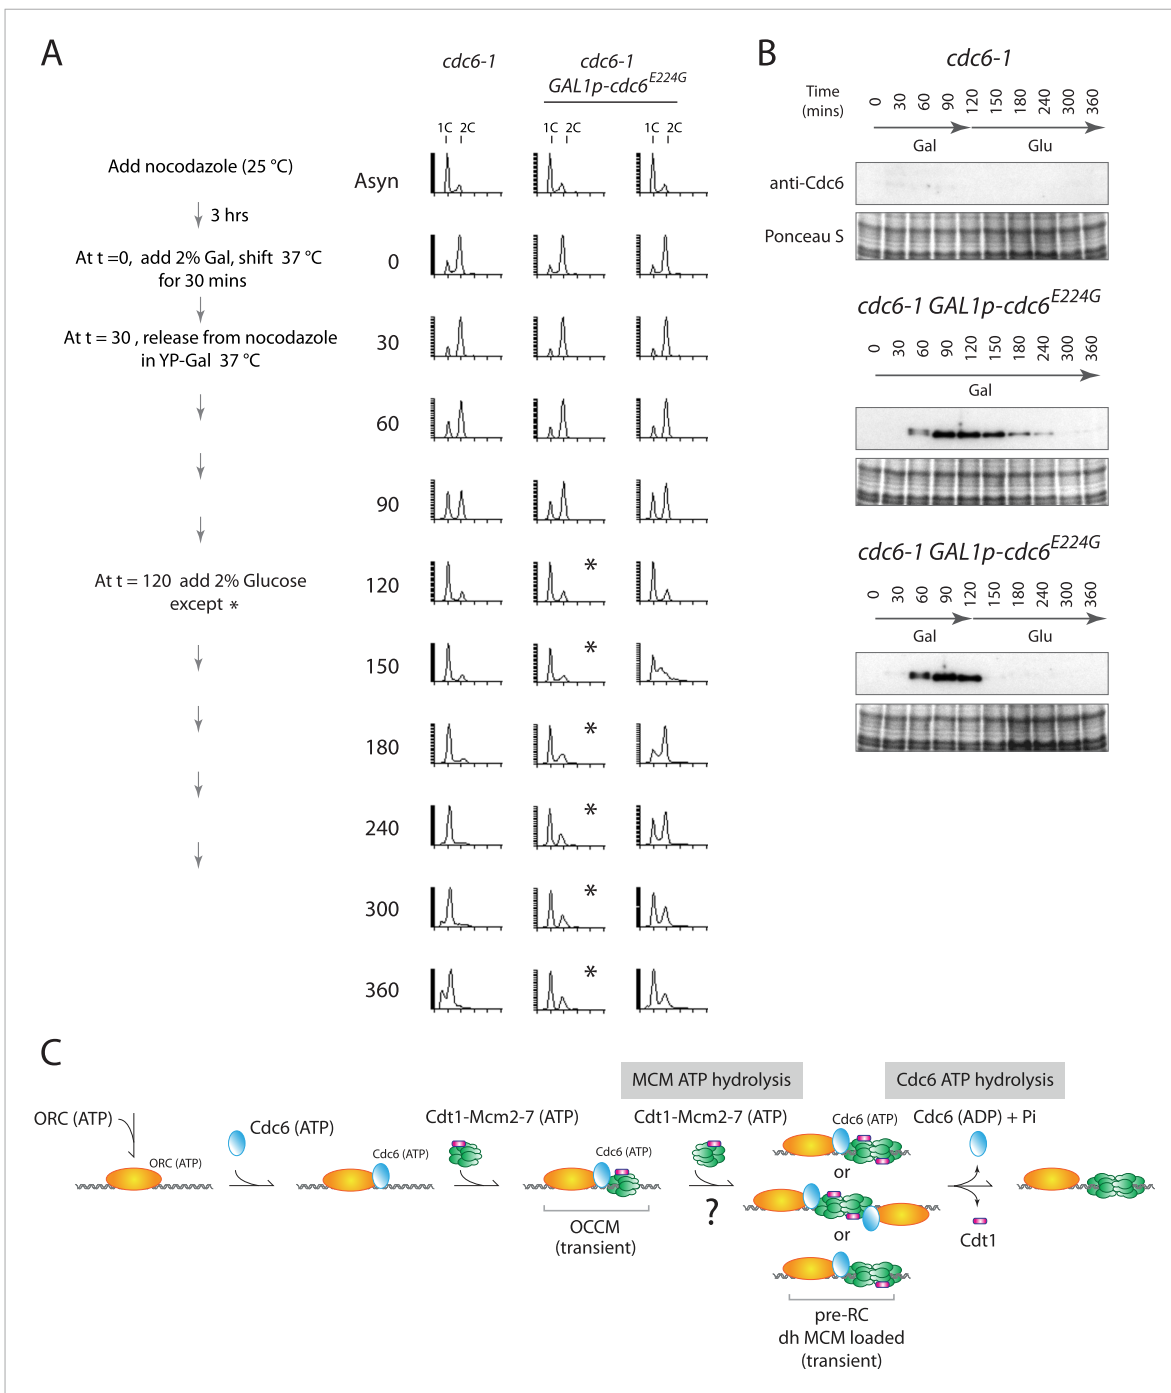 A
cdc6-1
cdc6-1
GAL1p-cdc6^E224G
1C 2C
1C 2C
1C 2C
Add nocodazole (25 °C)
3 hrs
At t =0, add 2% Gal, shift 37 °C
for 30 mins
At t = 30 , release from nocodazole
in YP-Gal 37 °C
At t = 120 add 2% Glucose
except *
Asyn
0
30
60
90
120 *
150 *
180 *
240 *
300 *
360 *
B
cdc6-1
Time
(mins)
0 30 60 90 120 150 180 240 300 360
Gal Glu
anti-Cdc6
Ponceau S
cdc6-1 GAL1p-cdc6^E224G
0 30 60 90 120 150 180 240 300 360
Gal
cdc6-1 GAL1p-cdc6^E224G
0 30 60 90 120 150 180 240 300 360
Gal Glu
C
MCM ATP hydrolysis
Cdc6 ATP hydrolysis
ORC (ATP)
ORC (ATP)
Cdc6 (ATP)
Cdc6 (ATP)
Cdt1-Mcm2-7 (ATP)
Cdc6 (ATP)
OCCM
(transient)
Cdt1-Mcm2-7 (ATP)
?
Cdc6 (ATP)
or
or
pre-RC
dh MCM loaded
(transient)
Cdc6 (ADP) + Pi
Cdt1